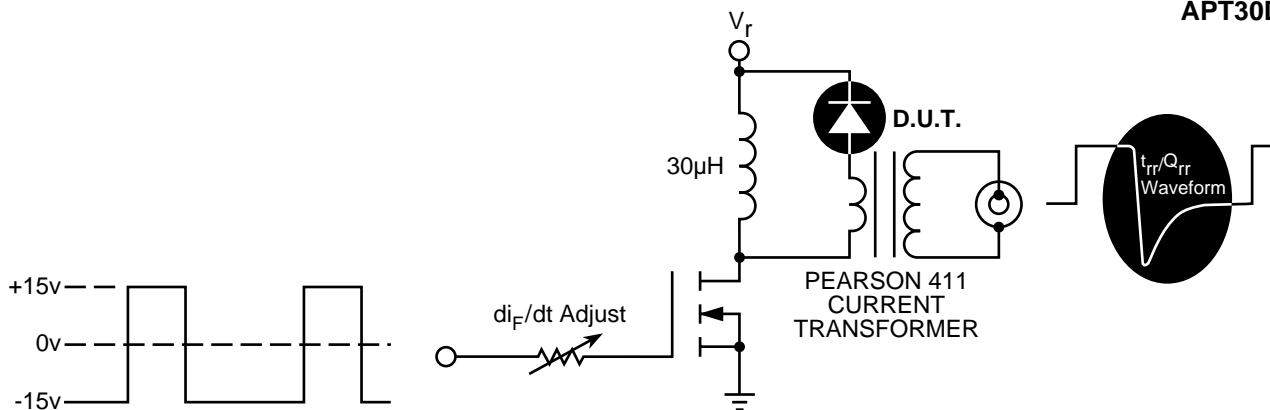 APT30D
Vr
D.U.T.
30µH
trr/Qrr
Waveform
PEARSON 411
CURRENT
TRANSFORMER
+15v
diF/dt Adjust
0v
-15v